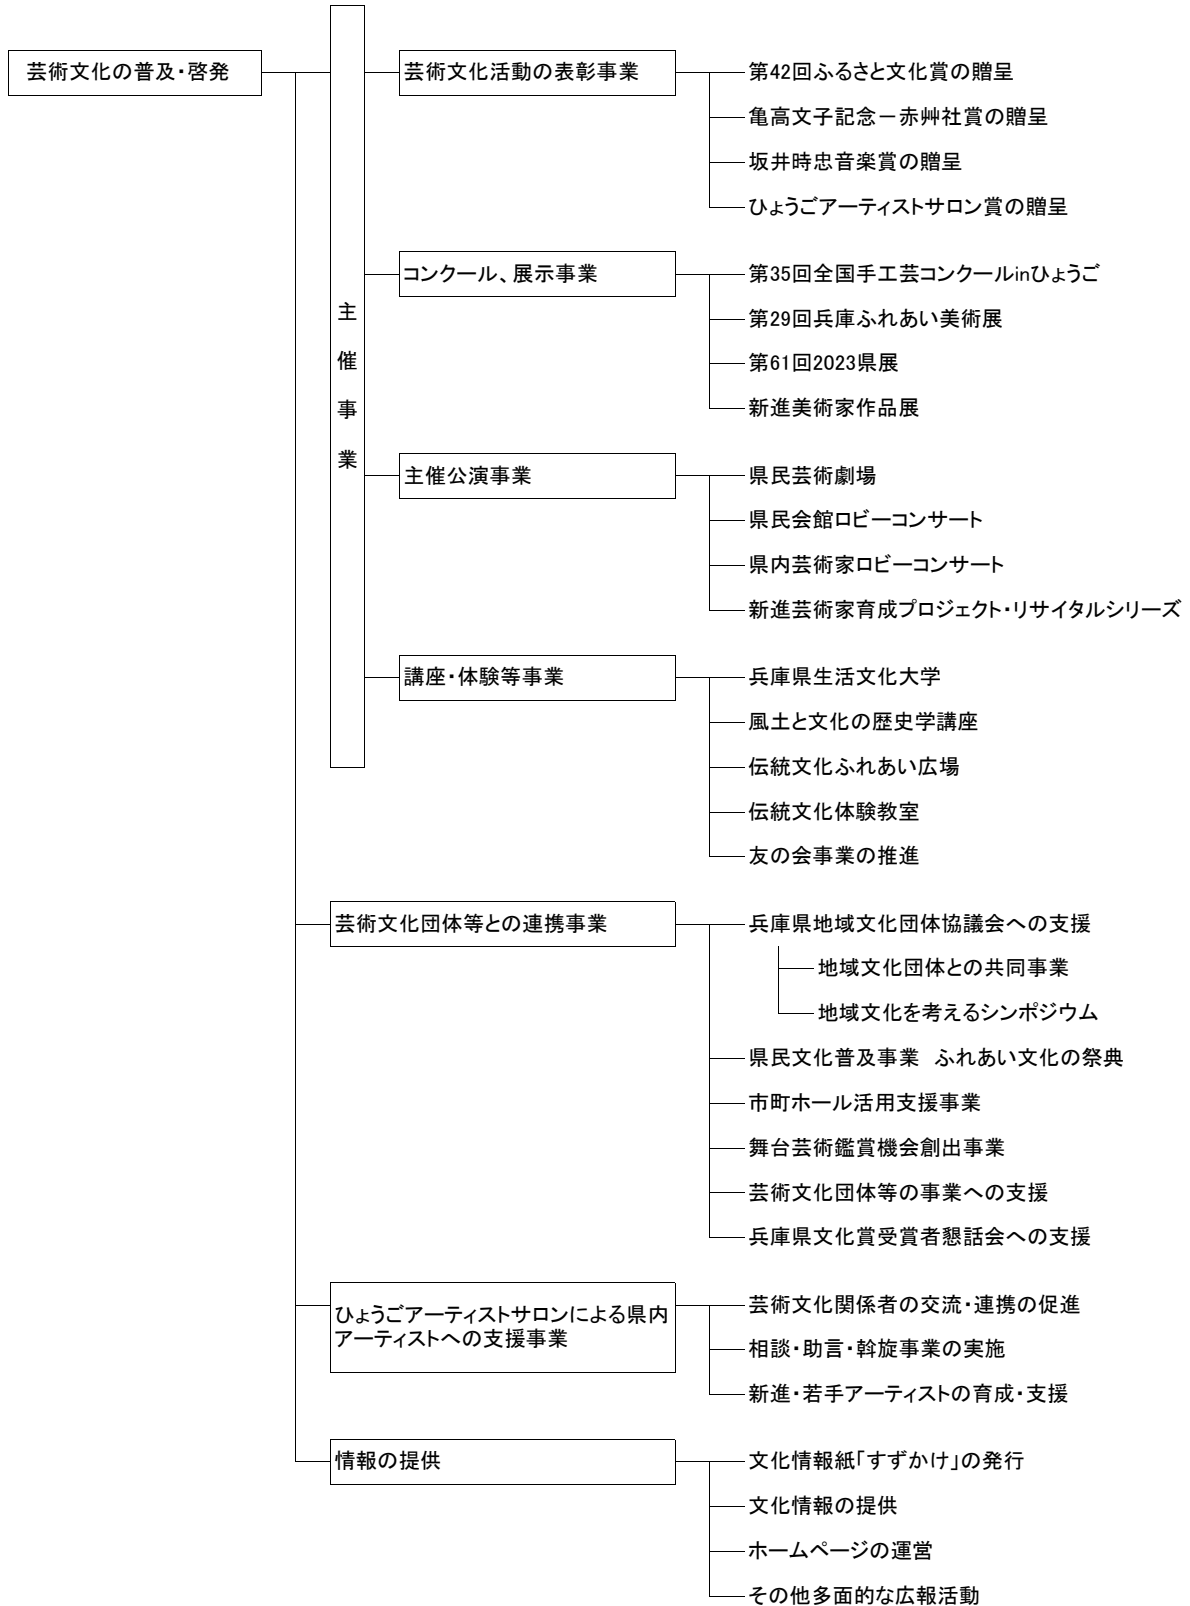 芸術文化の普及・啓発
主催事業
芸術文化活動の表彰事業
第42回ふるさと文化賞の贈呈
亀高文子記念－赤艸社賞の贈呈
坂井時忠音楽賞の贈呈
ひょうごアーティストサロン賞の贈呈
コンクール、展示事業
第35回全国手工芸コンクールinひょうご
第29回兵庫ふれあい美術展
第61回2023県展
新進美術家作品展
主催公演事業
県民芸術劇場
県民会館ロビーコンサート
県内芸術家ロビーコンサート
新進芸術家育成プロジェクト・リサイタルシリーズ
講座・体験等事業
兵庫県生活文化大学
風土と文化の歴史学講座
伝統文化ふれあい広場
伝統文化体験教室
友の会事業の推進
芸術文化団体等との連携事業
兵庫県地域文化団体協議会への支援
地域文化団体との共同事業
地域文化を考えるシンポジウム
県民文化普及事業　ふれあい文化の祭典
市町ホール活用支援事業
舞台芸術鑑賞機会創出事業
芸術文化団体等の事業への支援
兵庫県文化賞受賞者懇話会への支援
ひょうごアーティストサロンによる県内
アーティストへの支援事業
芸術文化関係者の交流・連携の促進
相談・助言・斡旋事業の実施
新進・若手アーティストの育成・支援
情報の提供
文化情報紙「すずかけ」の発行
文化情報の提供
ホームページの運営
その他多面的な広報活動